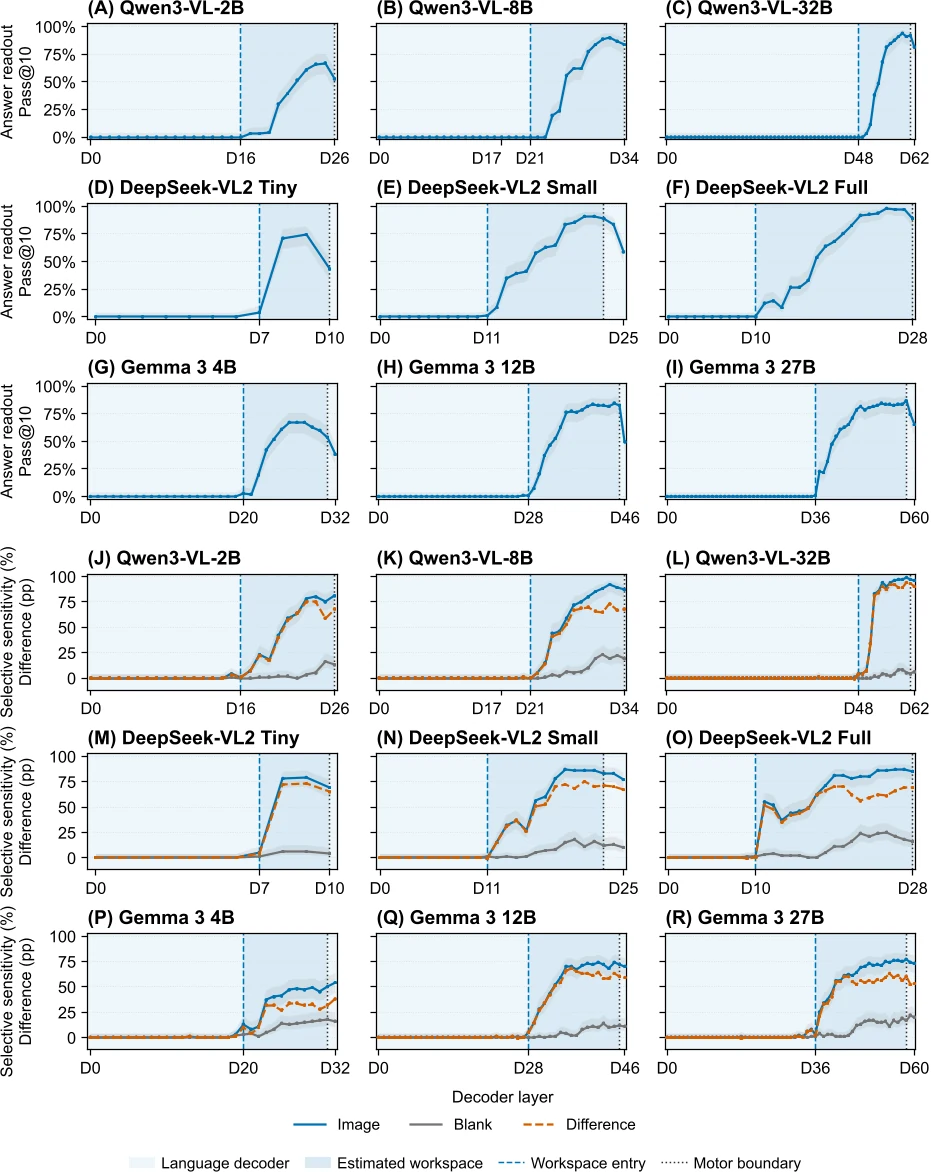 (A) Qwen3-VL-2B (B) Qwen3-VL-8B (C) Qwen3-VL-32B
Answer readout
Pass@10
100%
75%
50%
25%
0%
D0 D16 D26 D0 D17 D21 D34 D0 D48 D62
(D) DeepSeek-VL2 Tiny (E) DeepSeek-VL2 Small (F) DeepSeek-VL2 Full
Answer readout
Pass@10
100%
75%
50%
25%
0%
D0 D7 D10 D0 D11 D25 D0 D10 D28
(G) Gemma 3 4B (H) Gemma 3 12B (I) Gemma 3 27B
Answer readout
Pass@10
100%
75%
50%
25%
0%
D0 D20 D32 D0 D28 D46 D0 D36 D60
(J) Qwen3-VL-2B (K) Qwen3-VL-8B (L) Qwen3-VL-32B
Selective sensitivity (%)
Difference (pp)
100
75
50
25
0
D0 D16 D26 D0 D17 D21 D34 D0 D48 D62
(M) DeepSeek-VL2 Tiny (N) DeepSeek-VL2 Small (O) DeepSeek-VL2 Full
Selective sensitivity (%)
Difference (pp)
100
75
50
25
0
D0 D7 D10 D0 D11 D25 D0 D10 D28
(P) Gemma 3 4B (Q) Gemma 3 12B (R) Gemma 3 27B
Selective sensitivity (%)
Difference (pp)
100
75
50
25
0
D0 D20 D32 D0 D28 D46 D0 D36 D60
Decoder layer
Image Blank Difference
Language decoder Estimated workspace Workspace entry Motor boundary